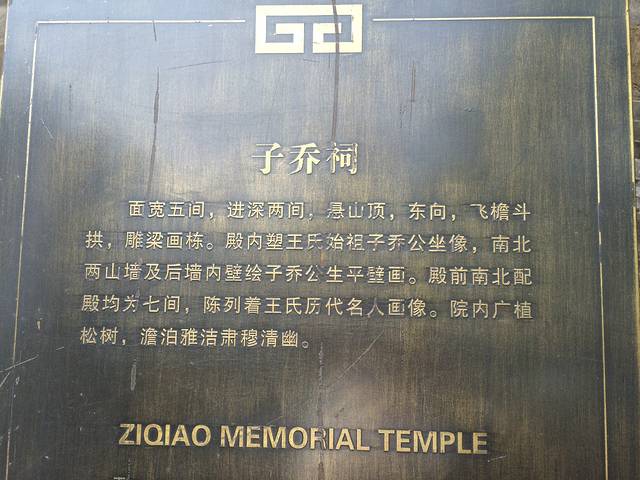 子乔祠
面宽五间，进深两间，悬山顶，东向，飞檐斗
拱，雕梁画栋。殿内塑王氏始祖子乔公坐像，南北
两山墙及后墙内壁绘子乔公生平壁画。殿前南北配
殿均为七间，陈列着王氏历代名人画像。院内广植
松树，澹泊雅洁肃穆清幽。
ZIQIAO MEMORIAL TEMPLE